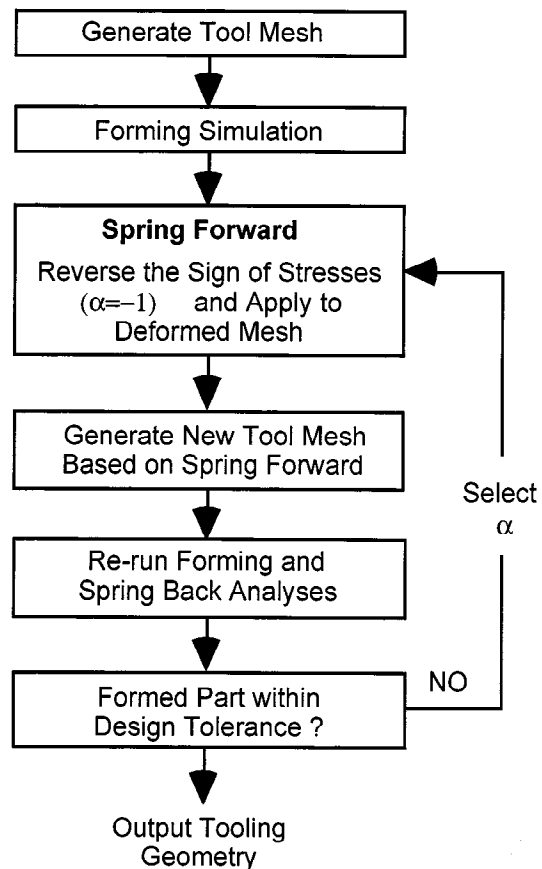 Generate Tool Mesh
Forming Simulation
Spring Forward
Reverse the Sign of Stresses
(α=−1) and Apply to
Deformed Mesh
Generate New Tool Mesh
Based on Spring Forward
Select
α
Re-run Forming and
Spring Back Analyses
Formed Part within
Design Tolerance ?
NO
Output Tooling
Geometry